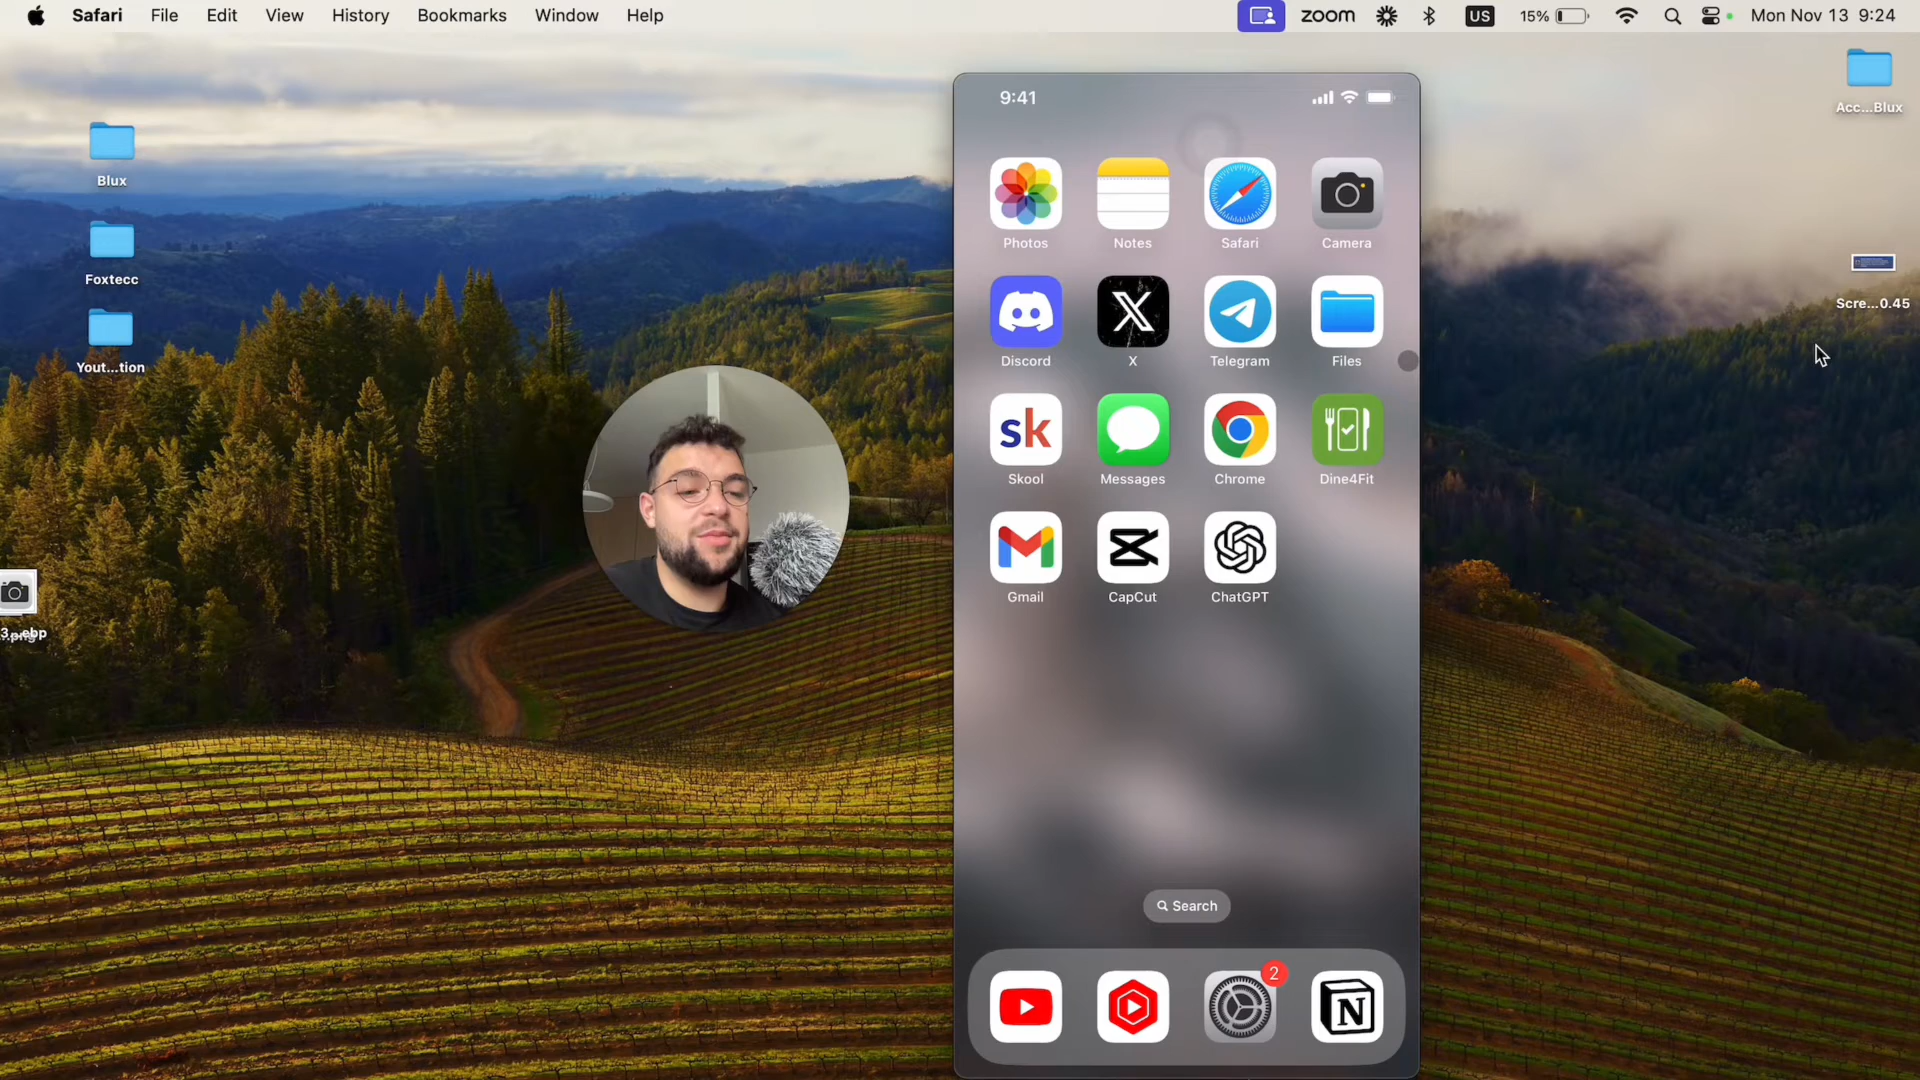 Safari File Edit View History Bookmarks Window Help zoom US 15% Mon Nov 13 9:24
Acc...Blux
Blux
Foxtecc
Yout...tion
Scre...0.45
9:41
Photos Notes Safari Camera
Discord X Telegram Files
sk
Skool Messages Chrome Dine4Fit
Gmail CapCut ChatGPT
Search
2
N